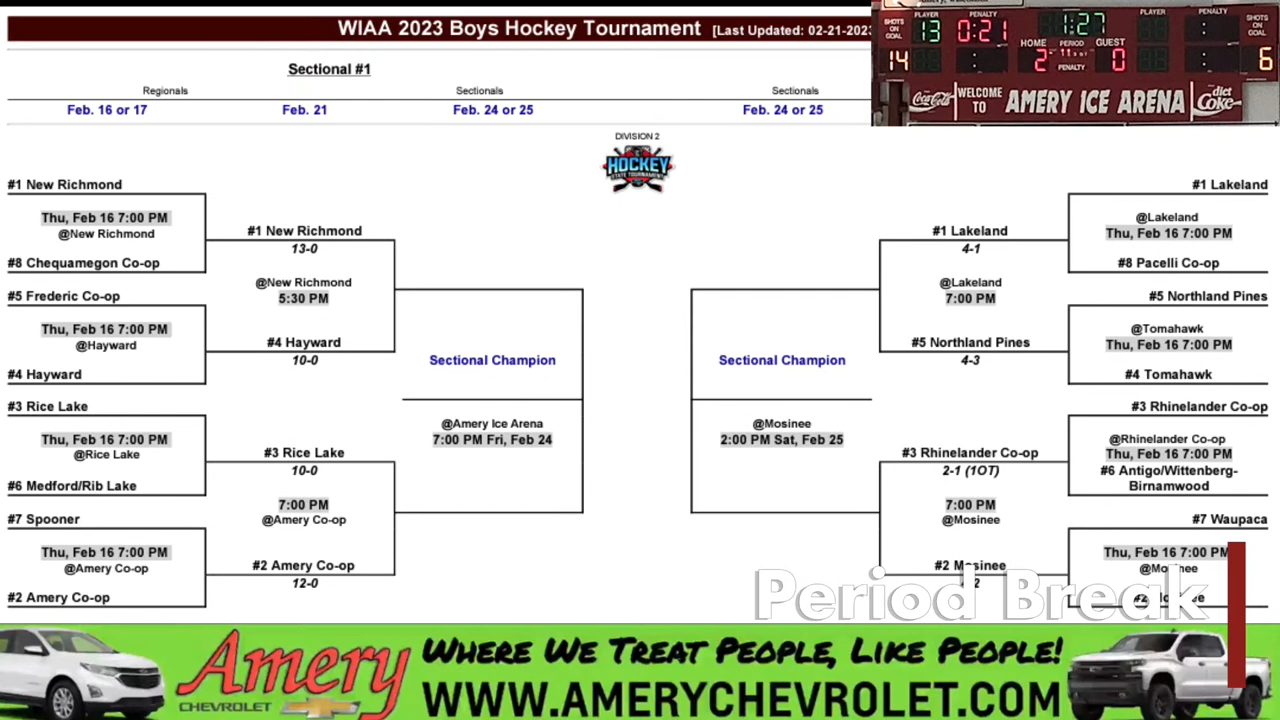 WIAA 2023 Boys Hockey Tournament [Last Updated: 02-21-2023
Sectional #1
Regionals Sectionals Sectionals
Feb. 16 or 17 Feb. 21 Feb. 24 or 25 Feb. 24 or 25
SHOTS ON GOAL PLAYER PENALTY PLAYER PENALTY SHOTS ON GOAL
13 0:21 1:27
HOME PERIOD GUEST
14 2 0 6
PENALTY
Coca-Cola WELCOME TO AMERY ICE ARENA diet Coke
DIVISION 2
HOCKEY
STATE TOURNAMENT
#1 New Richmond
Thu, Feb 16 7:00 PM
@New Richmond
#8 Chequamegon Co-op
#5 Frederic Co-op
Thu, Feb 16 7:00 PM
@Hayward
#4 Hayward
#3 Rice Lake
Thu, Feb 16 7:00 PM
@Rice Lake
#6 Medford/Rib Lake
#7 Spooner
Thu, Feb 16 7:00 PM
@Amery Co-op
#2 Amery Co-op
#1 New Richmond
13-0
@New Richmond
5:30 PM
#4 Hayward
10-0
#3 Rice Lake
10-0
7:00 PM
@Amery Co-op
#2 Amery Co-op
12-0
Sectional Champion
@Amery Ice Arena
7:00 PM Fri, Feb 24
Sectional Champion
@Mosinee
2:00 PM Sat, Feb 25
#1 Lakeland
4-1
@Lakeland
7:00 PM
#5 Northland Pines
4-3
#3 Rhinelander Co-op
2-1 (1OT)
7:00 PM
@Mosinee
#2 Mosinee
#1 Lakeland
@Lakeland
Thu, Feb 16 7:00 PM
#8 Pacelli Co-op
#5 Northland Pines
@Tomahawk
Thu, Feb 16 7:00 PM
#4 Tomahawk
#3 Rhinelander Co-op
@Rhinelander Co-op
Thu, Feb 16 7:00 PM
#6 Antigo/Wittenberg-
Birnamwood
#7 Waupaca
Thu, Feb 16 7:00 PM
@Mosinee
Period Break
Amery
CHEVROLET
WHERE WE TREAT PEOPLE, LIKE PEOPLE!
WWW.AMERYCHEVROLET.COM